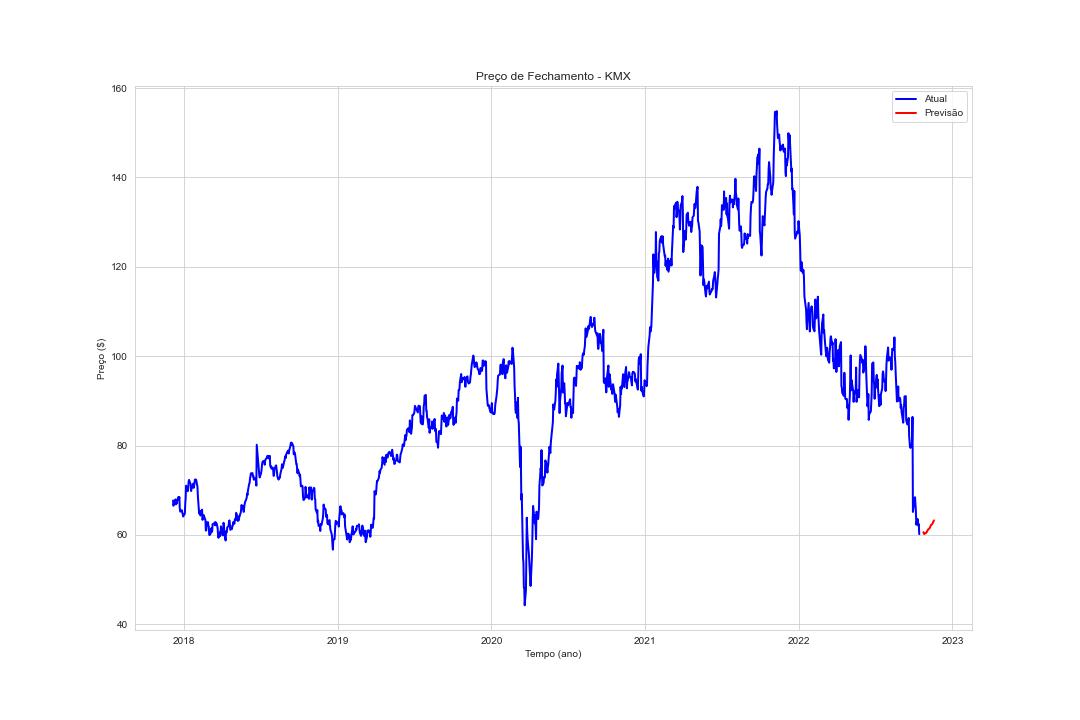 Preço de Fechamento - KMX
Atual
Previsão
160
140
120
100
80
60
40
Preço ($)
2018 2019 2020 2021 2022 2023
Tempo (ano)